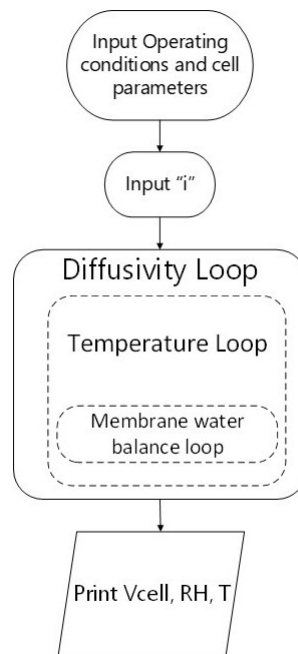 Input Operating
conditions and cell
parameters
Input “i”
Diffusivity Loop
Temperature Loop
Membrane water
balance loop
Print Vcell, RH, T